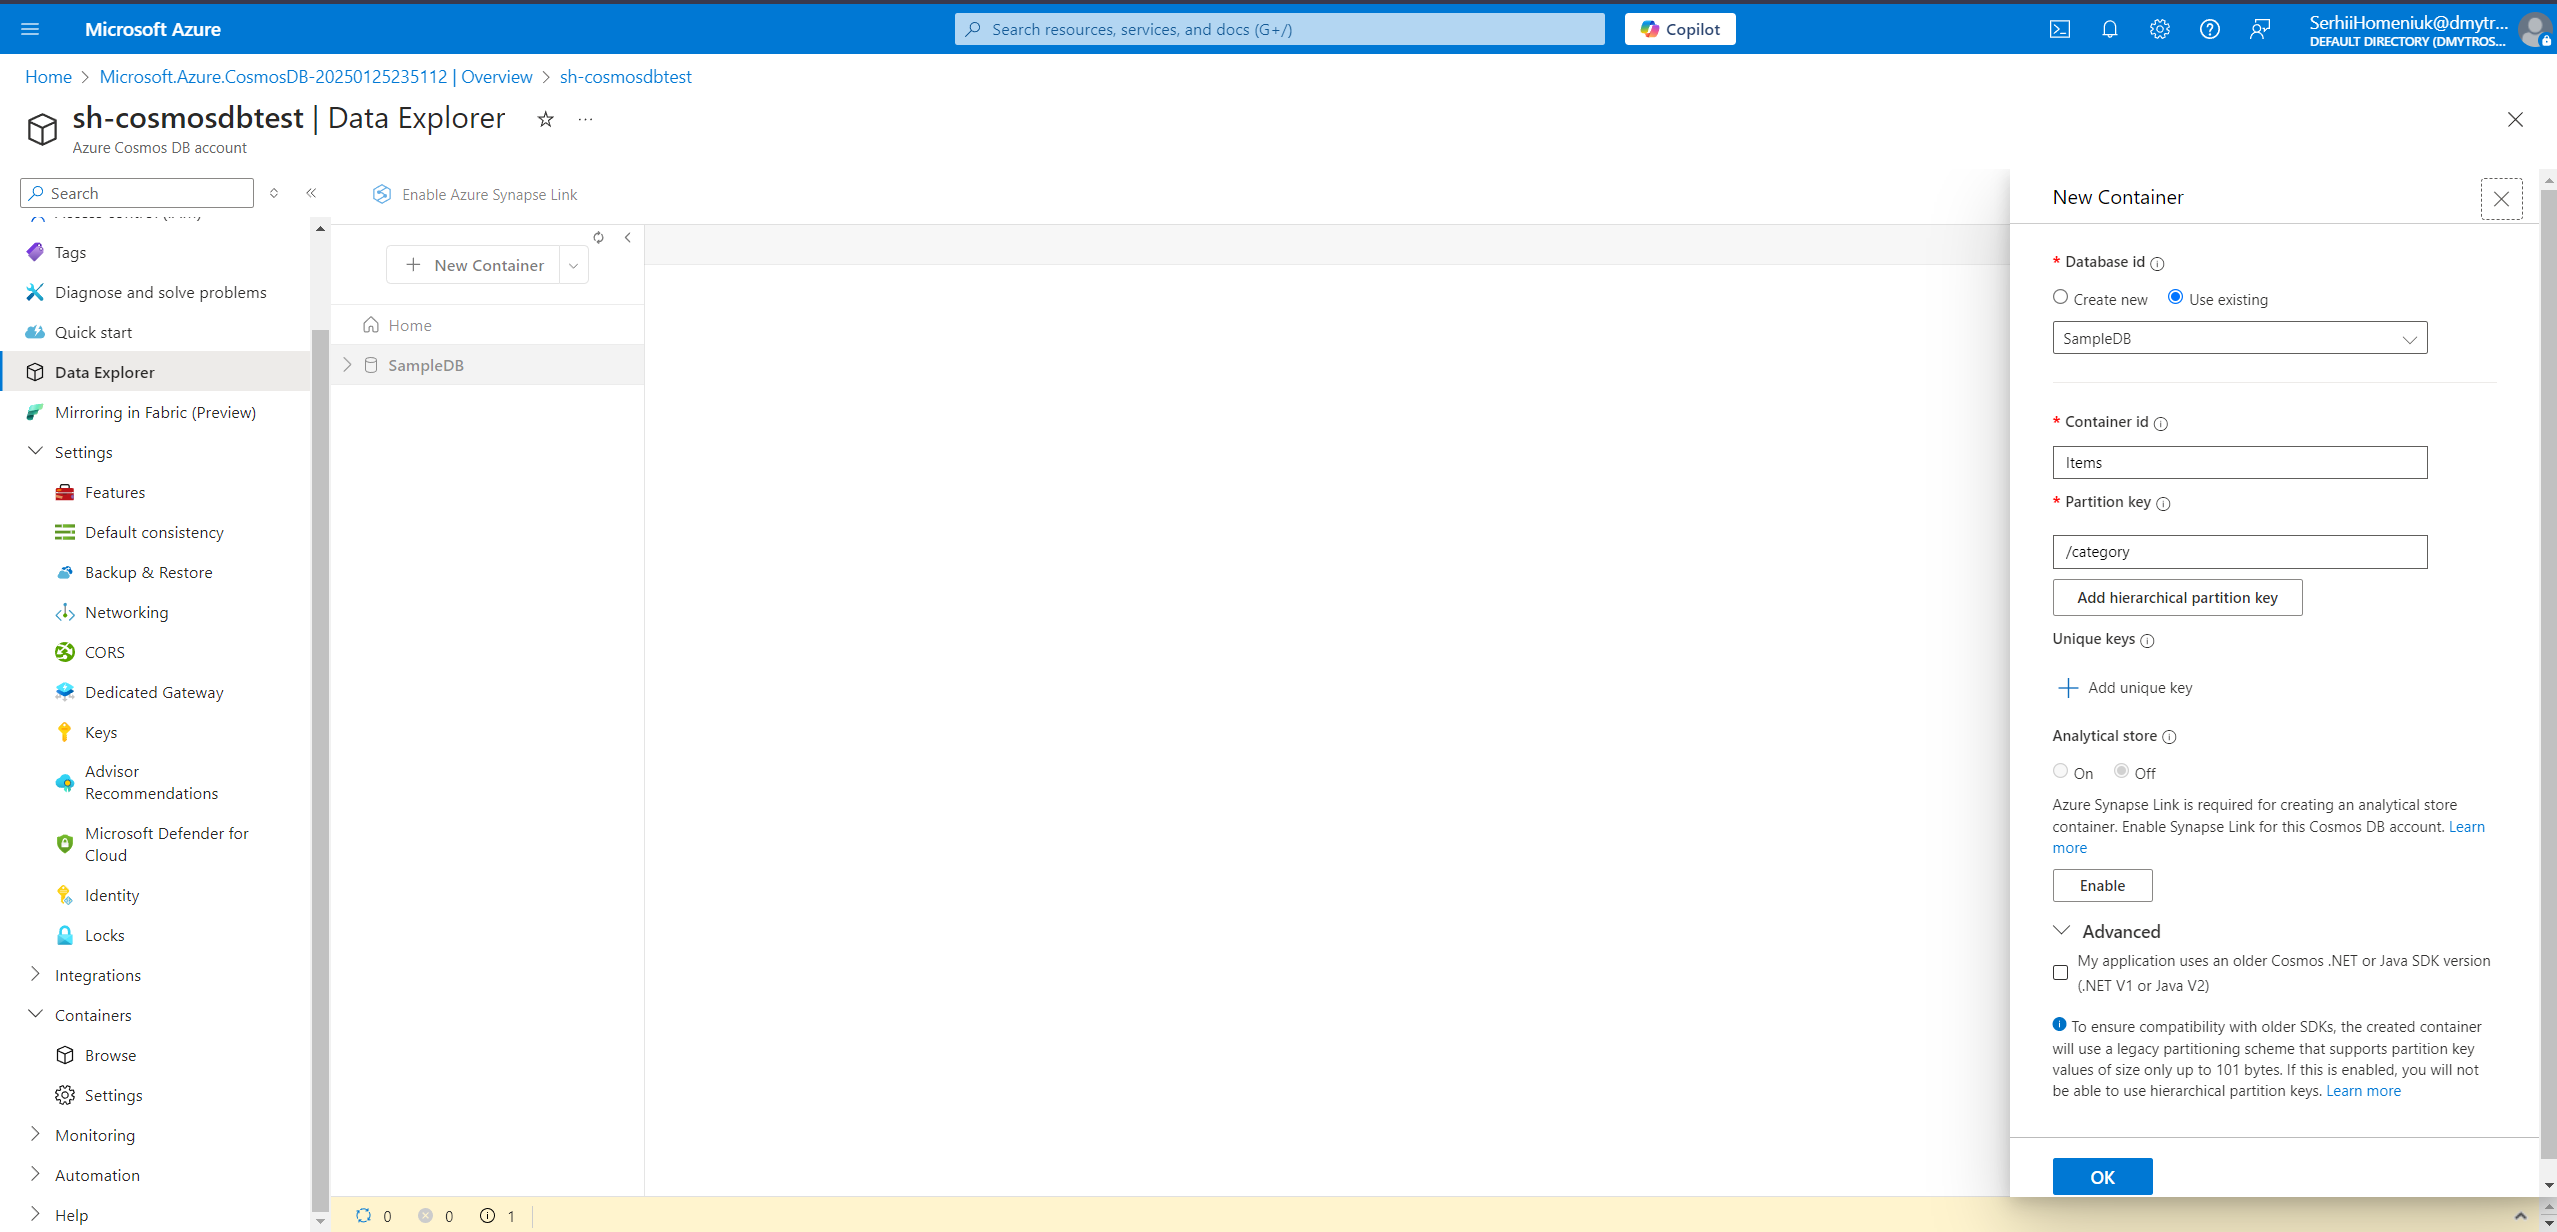 Microsoft Azure
Search resources, services, and docs (G+/)
Copilot
SerhiiHomeniuk@dmytr...
DEFAULT DIRECTORY (DMYTROS...
Home > Microsoft.Azure.CosmosDB-20250125235112 | Overview > sh-cosmosdbtest
sh-cosmosdbtest | Data Explorer
Azure Cosmos DB account
Search
Tags
Diagnose and solve problems
Quick start
Data Explorer
Mirroring in Fabric (Preview)
Settings
Features
Default consistency
Backup & Restore
Networking
CORS
Dedicated Gateway
Keys
Advisor
Recommendations
Microsoft Defender for
Cloud
Identity
Locks
Integrations
Containers
Browse
Settings
Monitoring
Automation
Help
Enable Azure Synapse Link
New Container
Home
SampleDB
0 0 1
New Container
* Database id
Create new Use existing
SampleDB
* Container id
Items
* Partition key
/category
Add hierarchical partition key
Unique keys
Add unique key
Analytical store
On Off
Azure Synapse Link is required for creating an analytical store
container. Enable Synapse Link for this Cosmos DB account. Learn
more
Enable
Advanced
My application uses an older Cosmos .NET or Java SDK version
(.NET V1 or Java V2)
To ensure compatibility with older SDKs, the created container
will use a legacy partitioning scheme that supports partition key
values of size only up to 101 bytes. If this is enabled, you will not
be able to use hierarchical partition keys. Learn more
OK